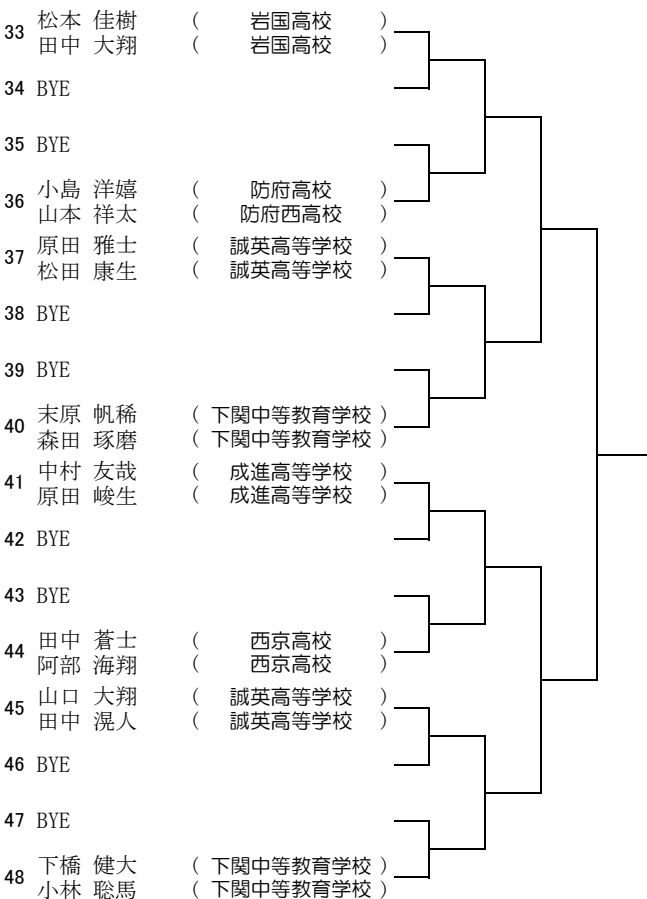 33 松本 佳樹 ( 岩国高校 )
田中 大翔 ( 岩国高校 )
34 BYE
35 BYE
36 小島 洋嬉 ( 防府高校 )
山本 祥太 ( 防府西高校 )
37 原田 雅士 ( 誠英高等学校 )
松田 康生 ( 誠英高等学校 )
38 BYE
39 BYE
40 末原 帆稀 ( 下関中等教育学校 )
森田 琢磨 ( 下関中等教育学校 )
41 中村 友哉 ( 成進高等学校 )
原田 峻生 ( 成進高等学校 )
42 BYE
43 BYE
44 田中 蒼士 ( 西京高校 )
阿部 海翔 ( 西京高校 )
45 山口 大翔 ( 誠英高等学校 )
田中 滉人 ( 誠英高等学校 )
46 BYE
47 BYE
48 下橋 健大 ( 下関中等教育学校 )
小林 聡馬 ( 下関中等教育学校 )